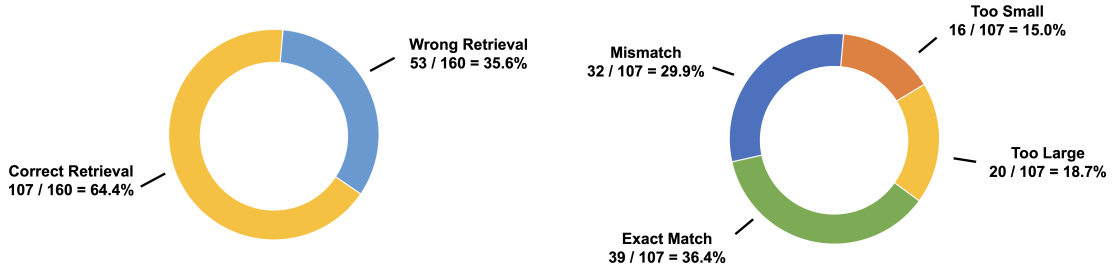 Wrong Retrieval
53 / 160 = 35.6%
Correct Retrieval
107 / 160 = 64.4%
Too Small
16 / 107 = 15.0%
Mismatch
32 / 107 = 29.9%
Too Large
20 / 107 = 18.7%
Exact Match
39 / 107 = 36.4%